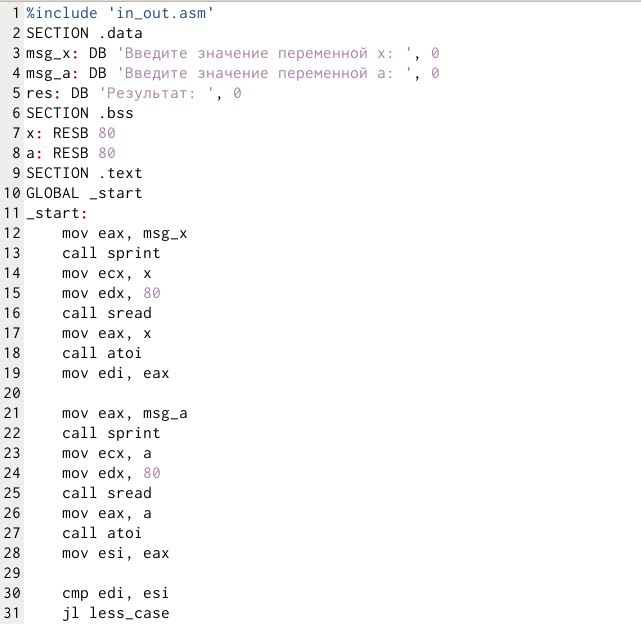 1 %include 'in_out.asm'
2 SECTION .data
3 msg_x: DB 'Введите значение переменной x: ', 0
4 msg_a: DB 'Введите значение переменной a: ', 0
5 res: DB 'Результат: ', 0
6 SECTION .bss
7 x: RESB 80
8 a: RESB 80
9 SECTION .text
10 GLOBAL _start
11 _start:
12     mov eax, msg_x
13     call sprint
14     mov ecx, x
15     mov edx, 80
16     call sread
17     mov eax, x
18     call atoi
19     mov edi, eax
20
21     mov eax, msg_a
22     call sprint
23     mov ecx, a
24     mov edx, 80
25     call sread
26     mov eax, a
27     call atoi
28     mov esi, eax
29
30     cmp edi, esi
31     jl less_case